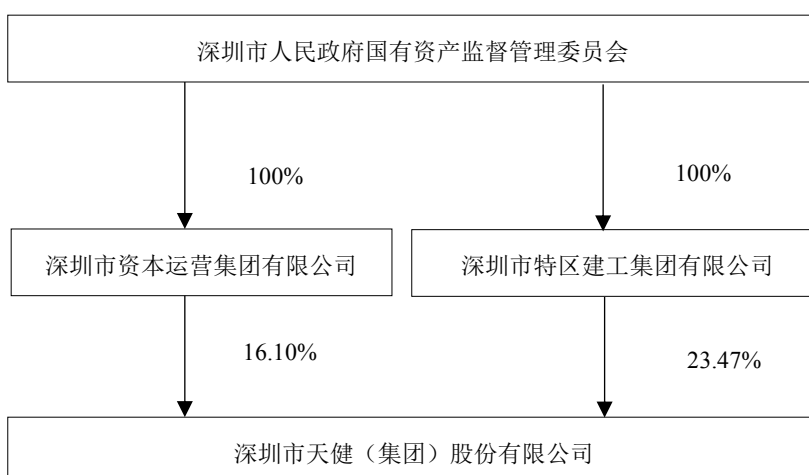 深圳市人民政府国有资产监督管理委员会
100%
100%
深圳市资本运营集团有限公司
深圳市特区建工集团有限公司
16.10%
23.47%
深圳市天健（集团）股份有限公司